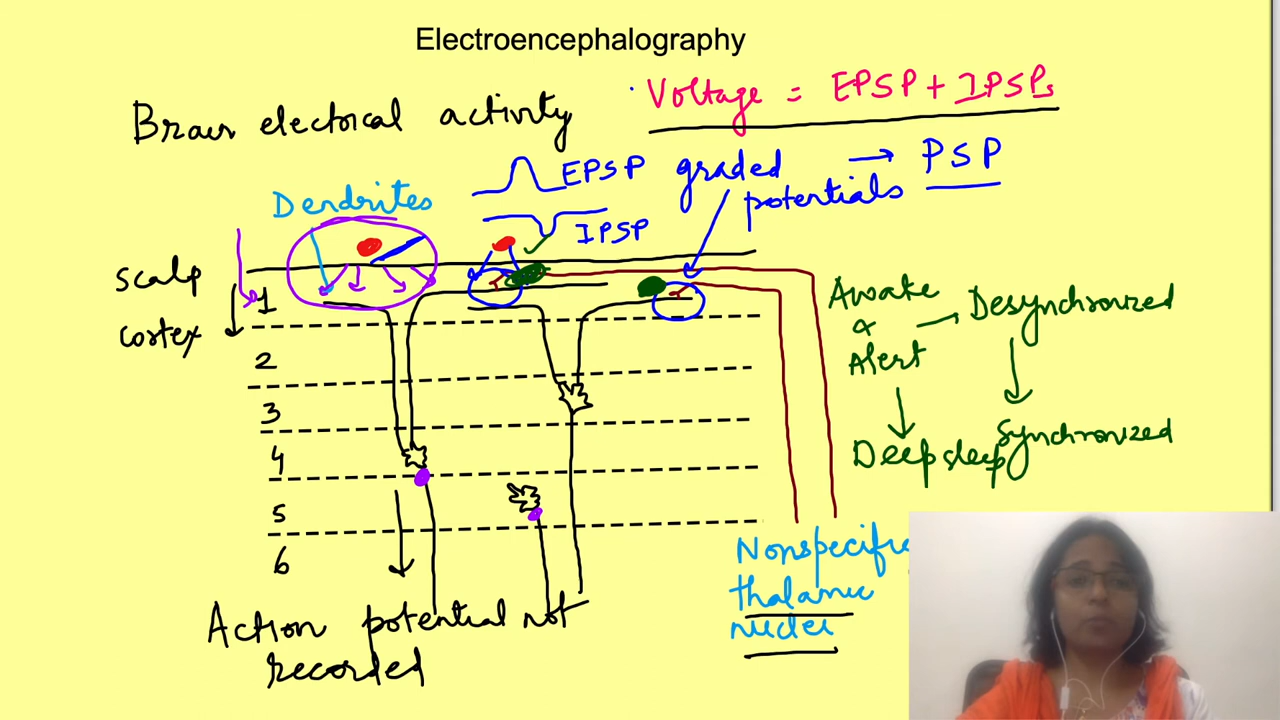 Electroencephalography
Voltage = EPSP + IPSPs
Brain electrical activity
EPSP graded potentials → PSP
IPSP
Dendrites
scalp
cortex
1
2
3
4
5
6
Awake & Alert → Desynchronized
Deep sleep
Synchronized
Nonspecific
thalamic
nuclei
Action potential not
recorded